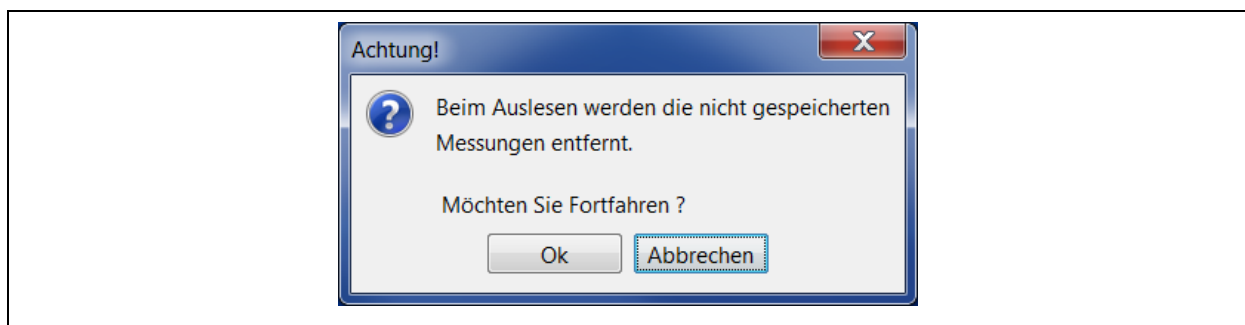 Achtung!
Beim Auslesen werden die nicht gespeicherten
Messungen entfernt.
Möchten Sie Fortfahren ?
Ok
Abbrechen